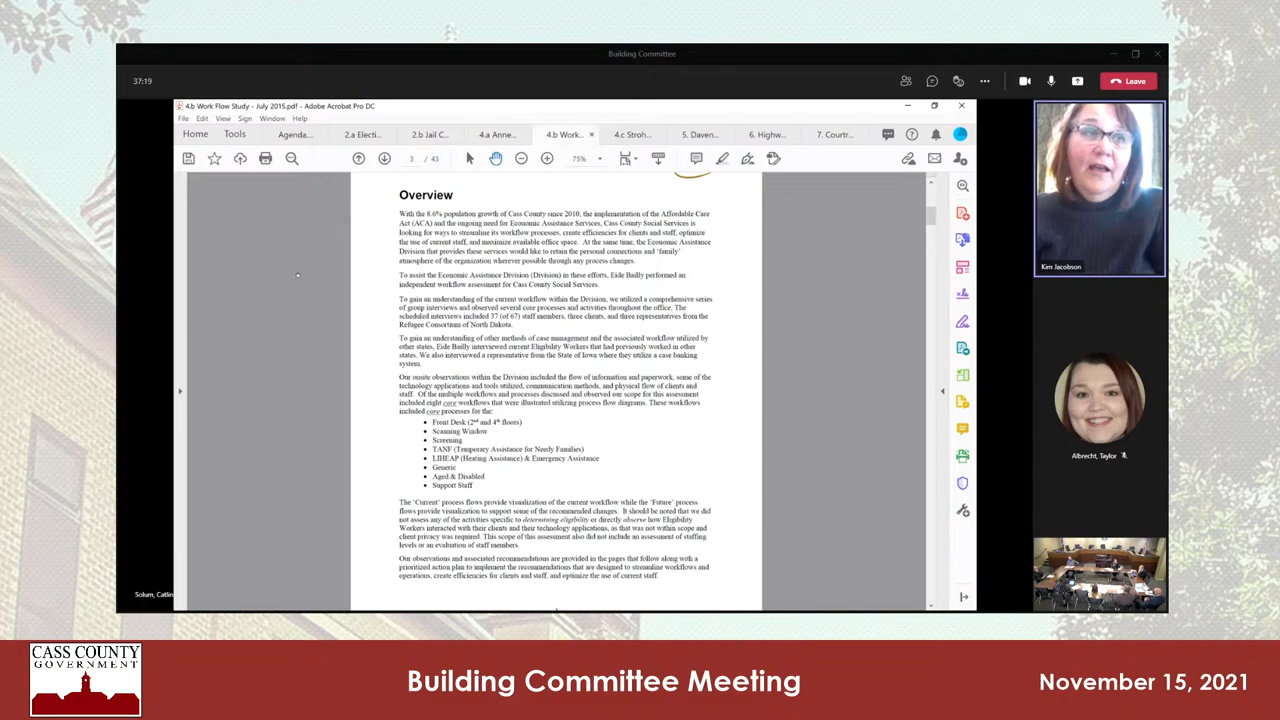 Building Committee
37:19
Leave
4.b Work Flow Study - July 2015.pdf - Adobe Acrobat Pro DC
File Edit View Sign Window Help
Home Tools Agenda... 2.a Electi... 2.b Jail C... 4.a Anne... 4.b Work... 4.c Stroh... 5. Daven... 6. Highw... 7. Courtr...
3 / 43 75%
Overview
With the 8.6% population growth of Cass County since 2010, the implementation of the Affordable Care
Act (ACA) and the ongoing need for Economic Assistance Services, Cass County Social Services is
looking for ways to streamline its workflow processes, create efficiencies for clients and staff, optimize
the use of current staff, and maximize available office space. At the same time, the Economic Assistance
Division that provides these services would like to retain the personal connections and 'family'
atmosphere of the organization wherever possible through any process changes.
To assist the Economic Assistance Division (Division) in these efforts, Eide Bailly performed an
independent workflow assessment for Cass County Social Services.
To gain an understanding of the current workflow within the Division, we utilized a comprehensive series
of group interviews and observed several core processes and activities throughout the office. The
scheduled interviews included 37 (of 67) staff members, three clients, and three representatives from the
Refugee Consortium of North Dakota.
To gain an understanding of other methods of case management and the associated workflow utilized by
other states, Eide Bailly interviewed current Eligibility Workers that had previously worked in other
states. We also interviewed a representative from the State of Iowa where they utilize a case banking
system.
Our onsite observations within the Division included the flow of information and paperwork, some of the
technology applications and tools utilized, communication methods, and physical flow of clients and
staff. Of the multiple workflows and processes discussed and observed our scope for this assessment
included eight core workflows that were illustrated utilizing process flow diagrams. These workflows
included core processes for the:
• Front Desk (2nd and 4th floors)
• Scanning Window
• Screening
• TANF (Temporary Assistance for Needy Families)
• LIHEAP (Heating Assistance) & Emergency Assistance
• Generic
• Aged & Disabled
• Support Staff
The 'Current' process flows provide visualization of the current workflow while the 'Future' process
flows provide visualization to support some of the recommended changes. It should be noted that we did
not assess any of the activities specific to determining eligibility or directly observe how Eligibility
Workers interacted with their clients and their technology applications, as that was not within scope and
client privacy was required. This scope of this assessment also did not include an assessment of staffing
levels or an evaluation of staff members.
Our observations and associated recommendations are provided in the pages that follow along with a
prioritized action plan to implement the recommendations that are designed to streamline workflows and
operations, create efficiencies for clients and staff, and optimize the use of current staff.
Kim Jacobson
Albrecht, Taylor
Solum, Catlin
CASS COUNTY
GOVERNMENT
Building Committee Meeting
November 15, 2021